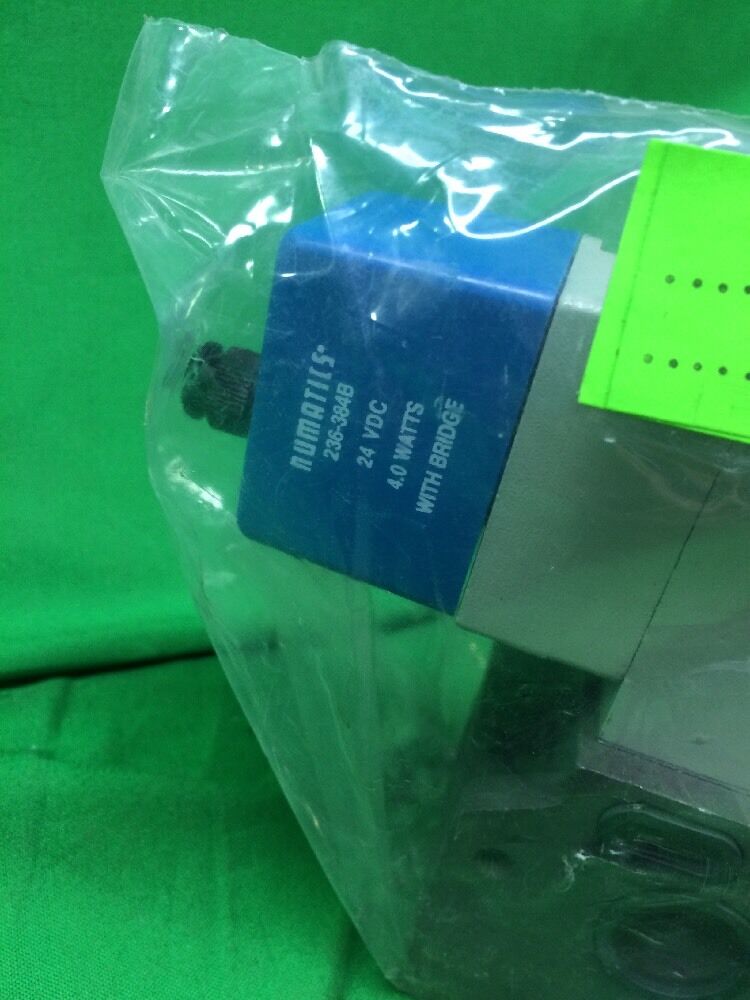 NUMATICS
236-384B
24 VDC
4.0 WATTS
WITH BRIDGE